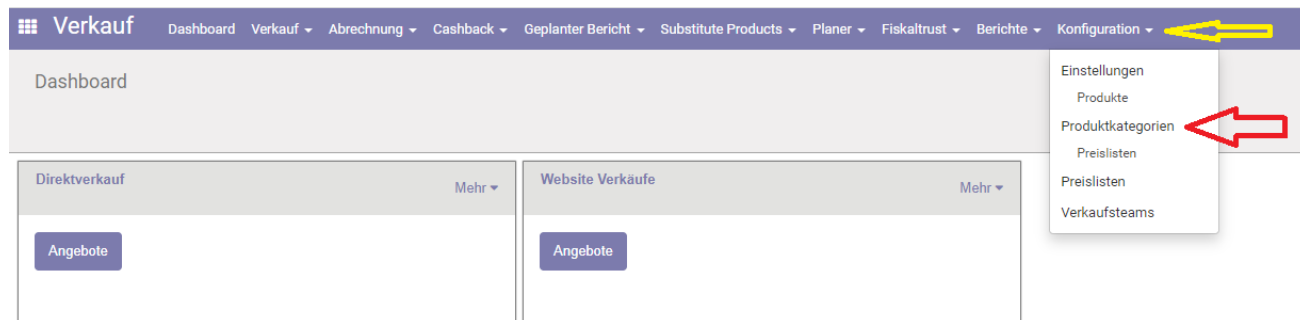 Verkauf Dashboard Verkauf Abrechnung Cashback Geplanter Bericht Substitute Products Planer Fiskaltrust Berichte Konfiguration
Dashboard
Einstellungen
Produkte
Produktkategorien
Preislisten
Preislisten
Verkaufsteams
Direktverkauf Mehr
Website Verkäufe Mehr
Angebote
Angebote